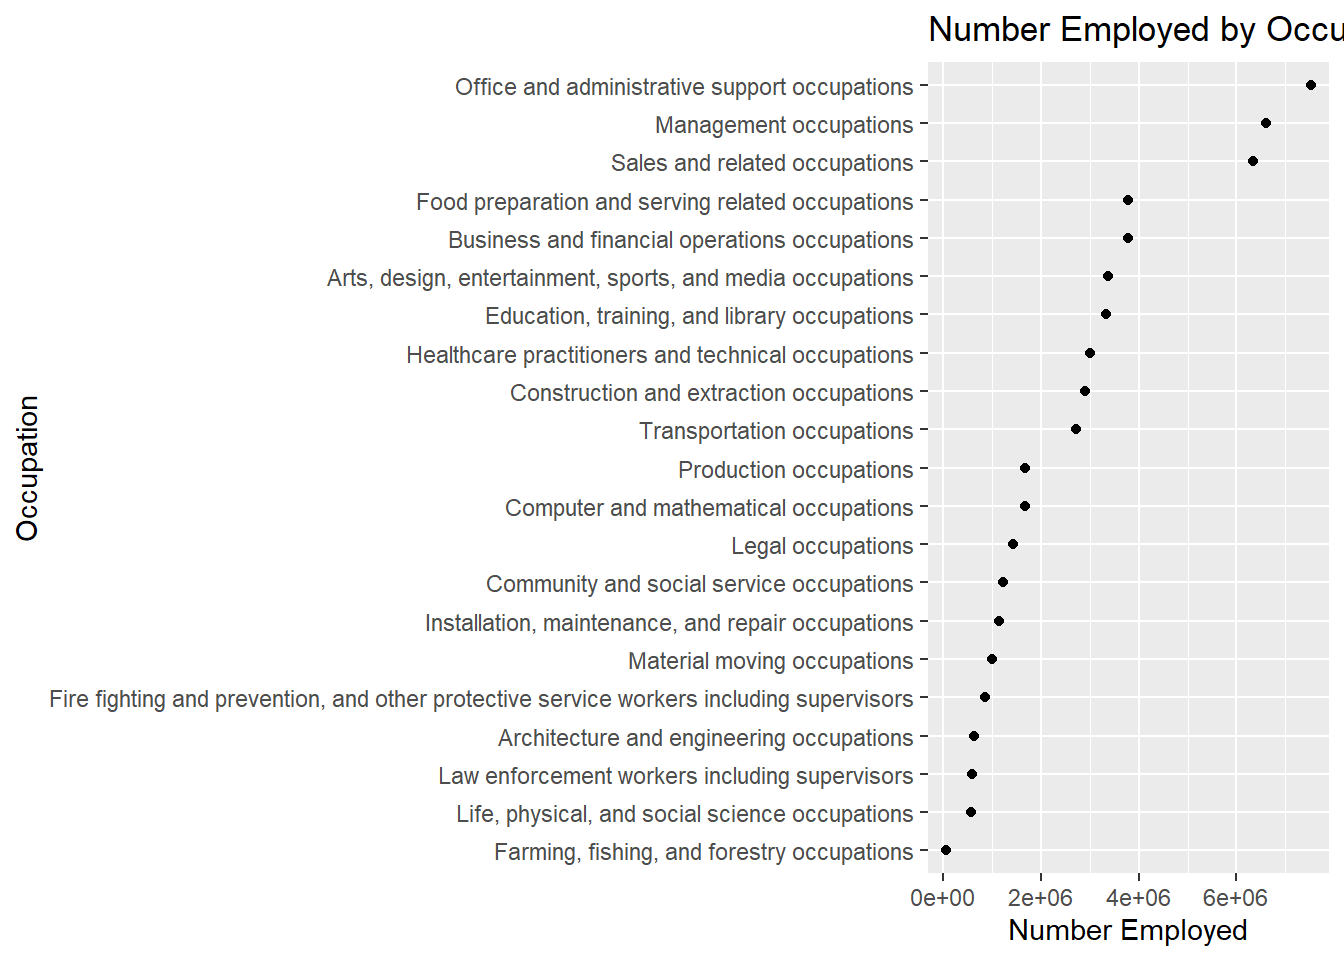 Number Employed by Occu
Office and administrative support occupations
Management occupations
Sales and related occupations
Food preparation and serving related occupations
Business and financial operations occupations
Arts, design, entertainment, sports, and media occupations
Education, training, and library occupations
Healthcare practitioners and technical occupations
Construction and extraction occupations
Transportation occupations
Production occupations
Computer and mathematical occupations
Legal occupations
Community and social service occupations
Installation, maintenance, and repair occupations
Material moving occupations
Fire fighting and prevention, and other protective service workers including supervisors
Architecture and engineering occupations
Law enforcement workers including supervisors
Life, physical, and social science occupations
Farming, fishing, and forestry occupations
Occupation
0e+00 2e+06 4e+06 6e+06
Number Employed